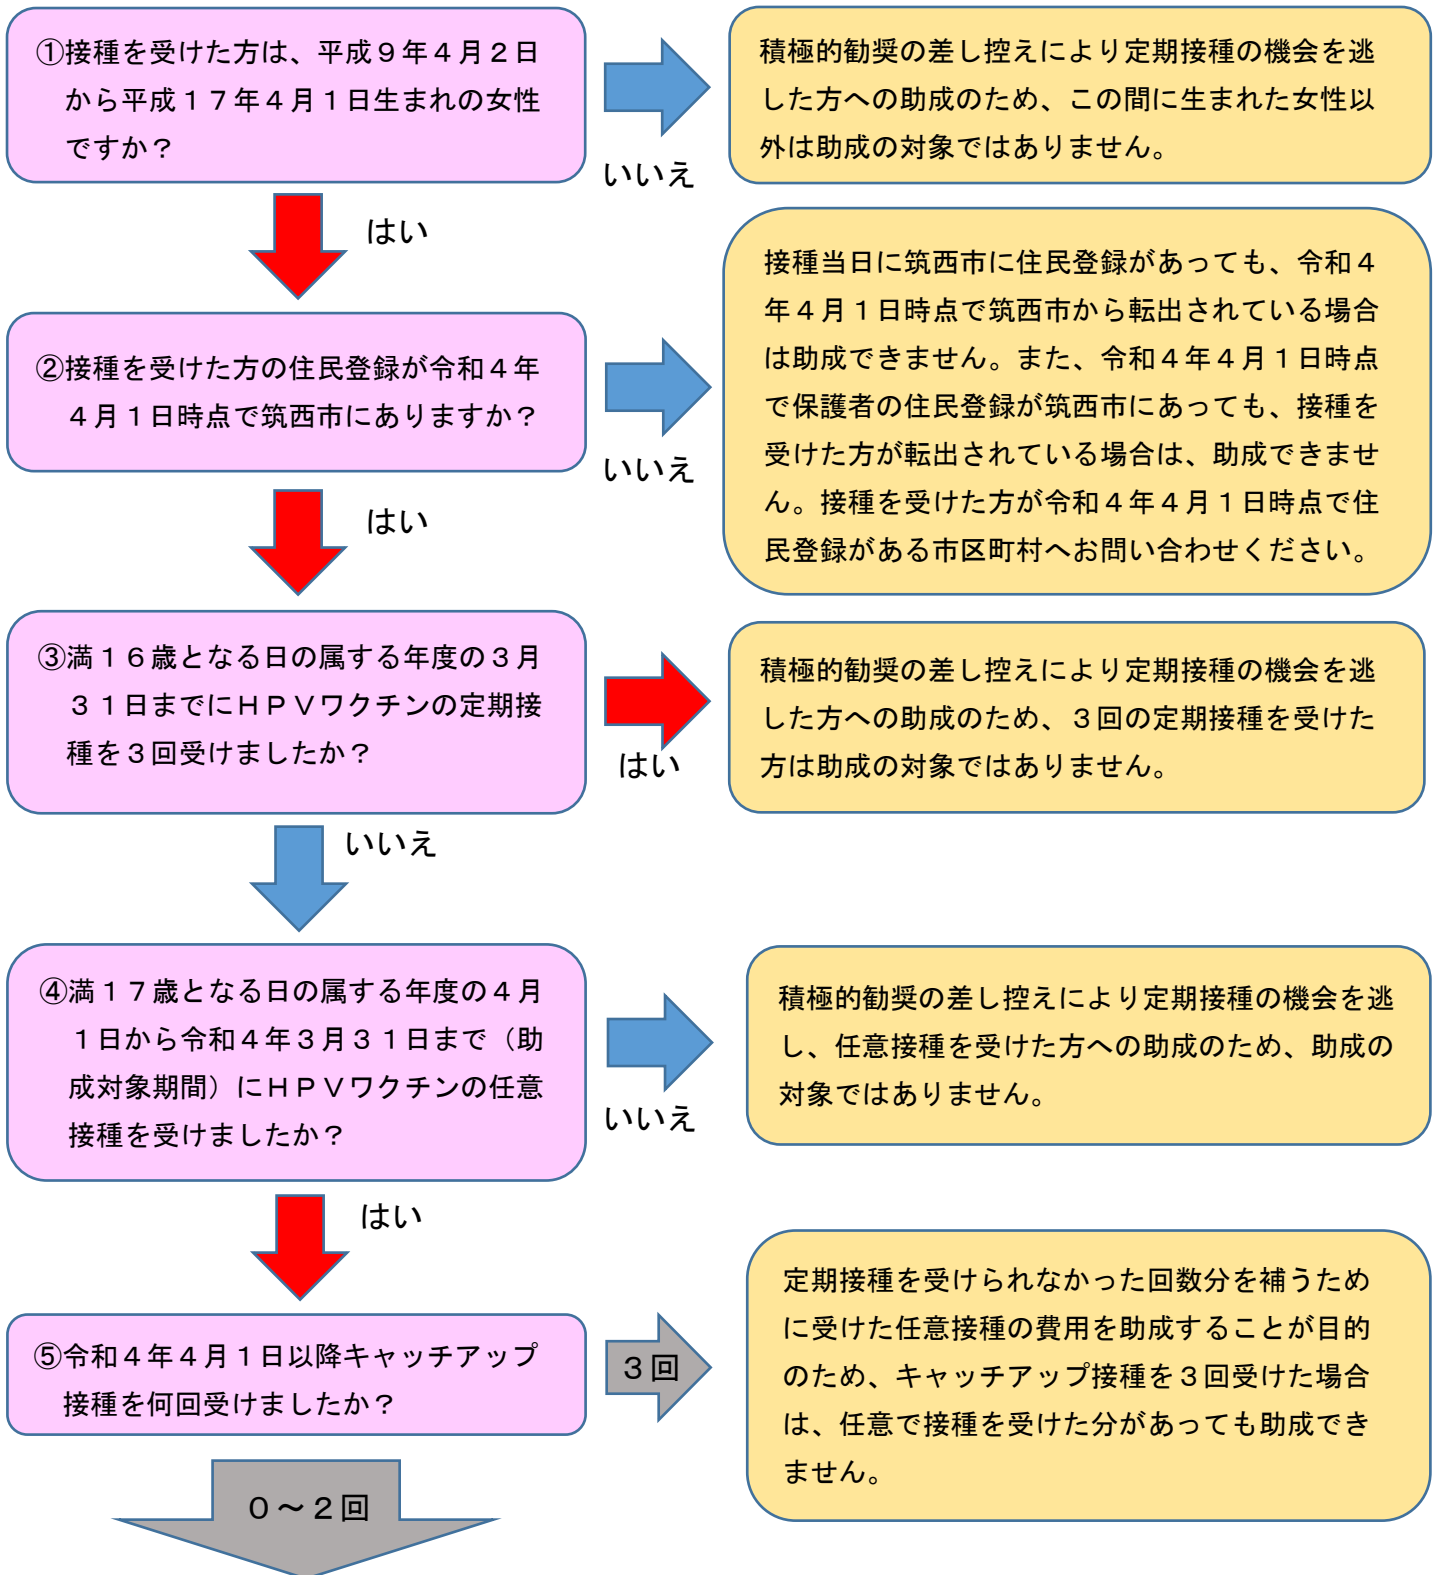 ①接種を受けた方は、平成９年４月２日
から平成１７年４月１日生まれの女性
ですか？
いいえ
積極的勧奨の差し控えにより定期接種の機会を逃
した方への助成のため、この間に生まれた女性以
外は助成の対象ではありません。
はい
②接種を受けた方の住民登録が令和４年
４月１日時点で筑西市にありますか？
いいえ
接種当日に筑西市に住民登録があっても、令和４
年４月１日時点で筑西市から転出されている場合
は助成できません。また、令和４年４月１日時点
で保護者の住民登録が筑西市にあっても、接種を
受けた方が転出されている場合は、助成できませ
ん。接種を受けた方が令和４年４月１日時点で住
民登録がある市区町村へお問い合わせください。
はい
③満１６歳となる日の属する年度の３月
３１日までにＨＰＶワクチンの定期接
種を３回受けましたか？
はい
積極的勧奨の差し控えにより定期接種の機会を逃
した方への助成のため、３回の定期接種を受けた
方は助成の対象ではありません。
いいえ
④満１７歳となる日の属する年度の４月
１日から令和４年３月３１日まで（助
成対象期間）にＨＰＶワクチンの任意
接種を受けましたか？
いいえ
積極的勧奨の差し控えにより定期接種の機会を逃
し、任意接種を受けた方への助成のため、助成の
対象ではありません。
はい
⑤令和４年４月１日以降キャッチアップ
接種を何回受けましたか？
３回
定期接種を受けられなかった回数分を補うため
に受けた任意接種の費用を助成することが目的
のため、キャッチアップ接種を３回受けた場合
は、任意で接種を受けた分があっても助成でき
ません。
０～２回